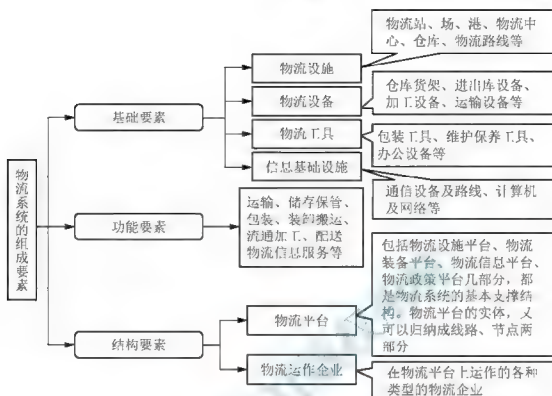 物流系统的组成要素
基础要素
物流设施
物流站、场、港、物流中
心、仓库、物流路线等
物流设备
仓库货架、进出库设备、
加工设备、运输设备等
物流工具
包装工具、维护保养工具、
办公设备等
信息基础设施
通信设备及路线、计算机
及网络等
功能要素
运输、储存保管、
包装、装卸搬运、
流通加工、配送
物流信息服务等
结构要素
物流平台
包括物流设施平台、物流
装备平台、物流信息平台、
物流政策平台几部分，都
是物流系统的基本支撑结
构。物流平台的实体，又
可以归纳成线路、节点两
部分
物流运作企业
在物流平台上运作的各种
类型的物流企业